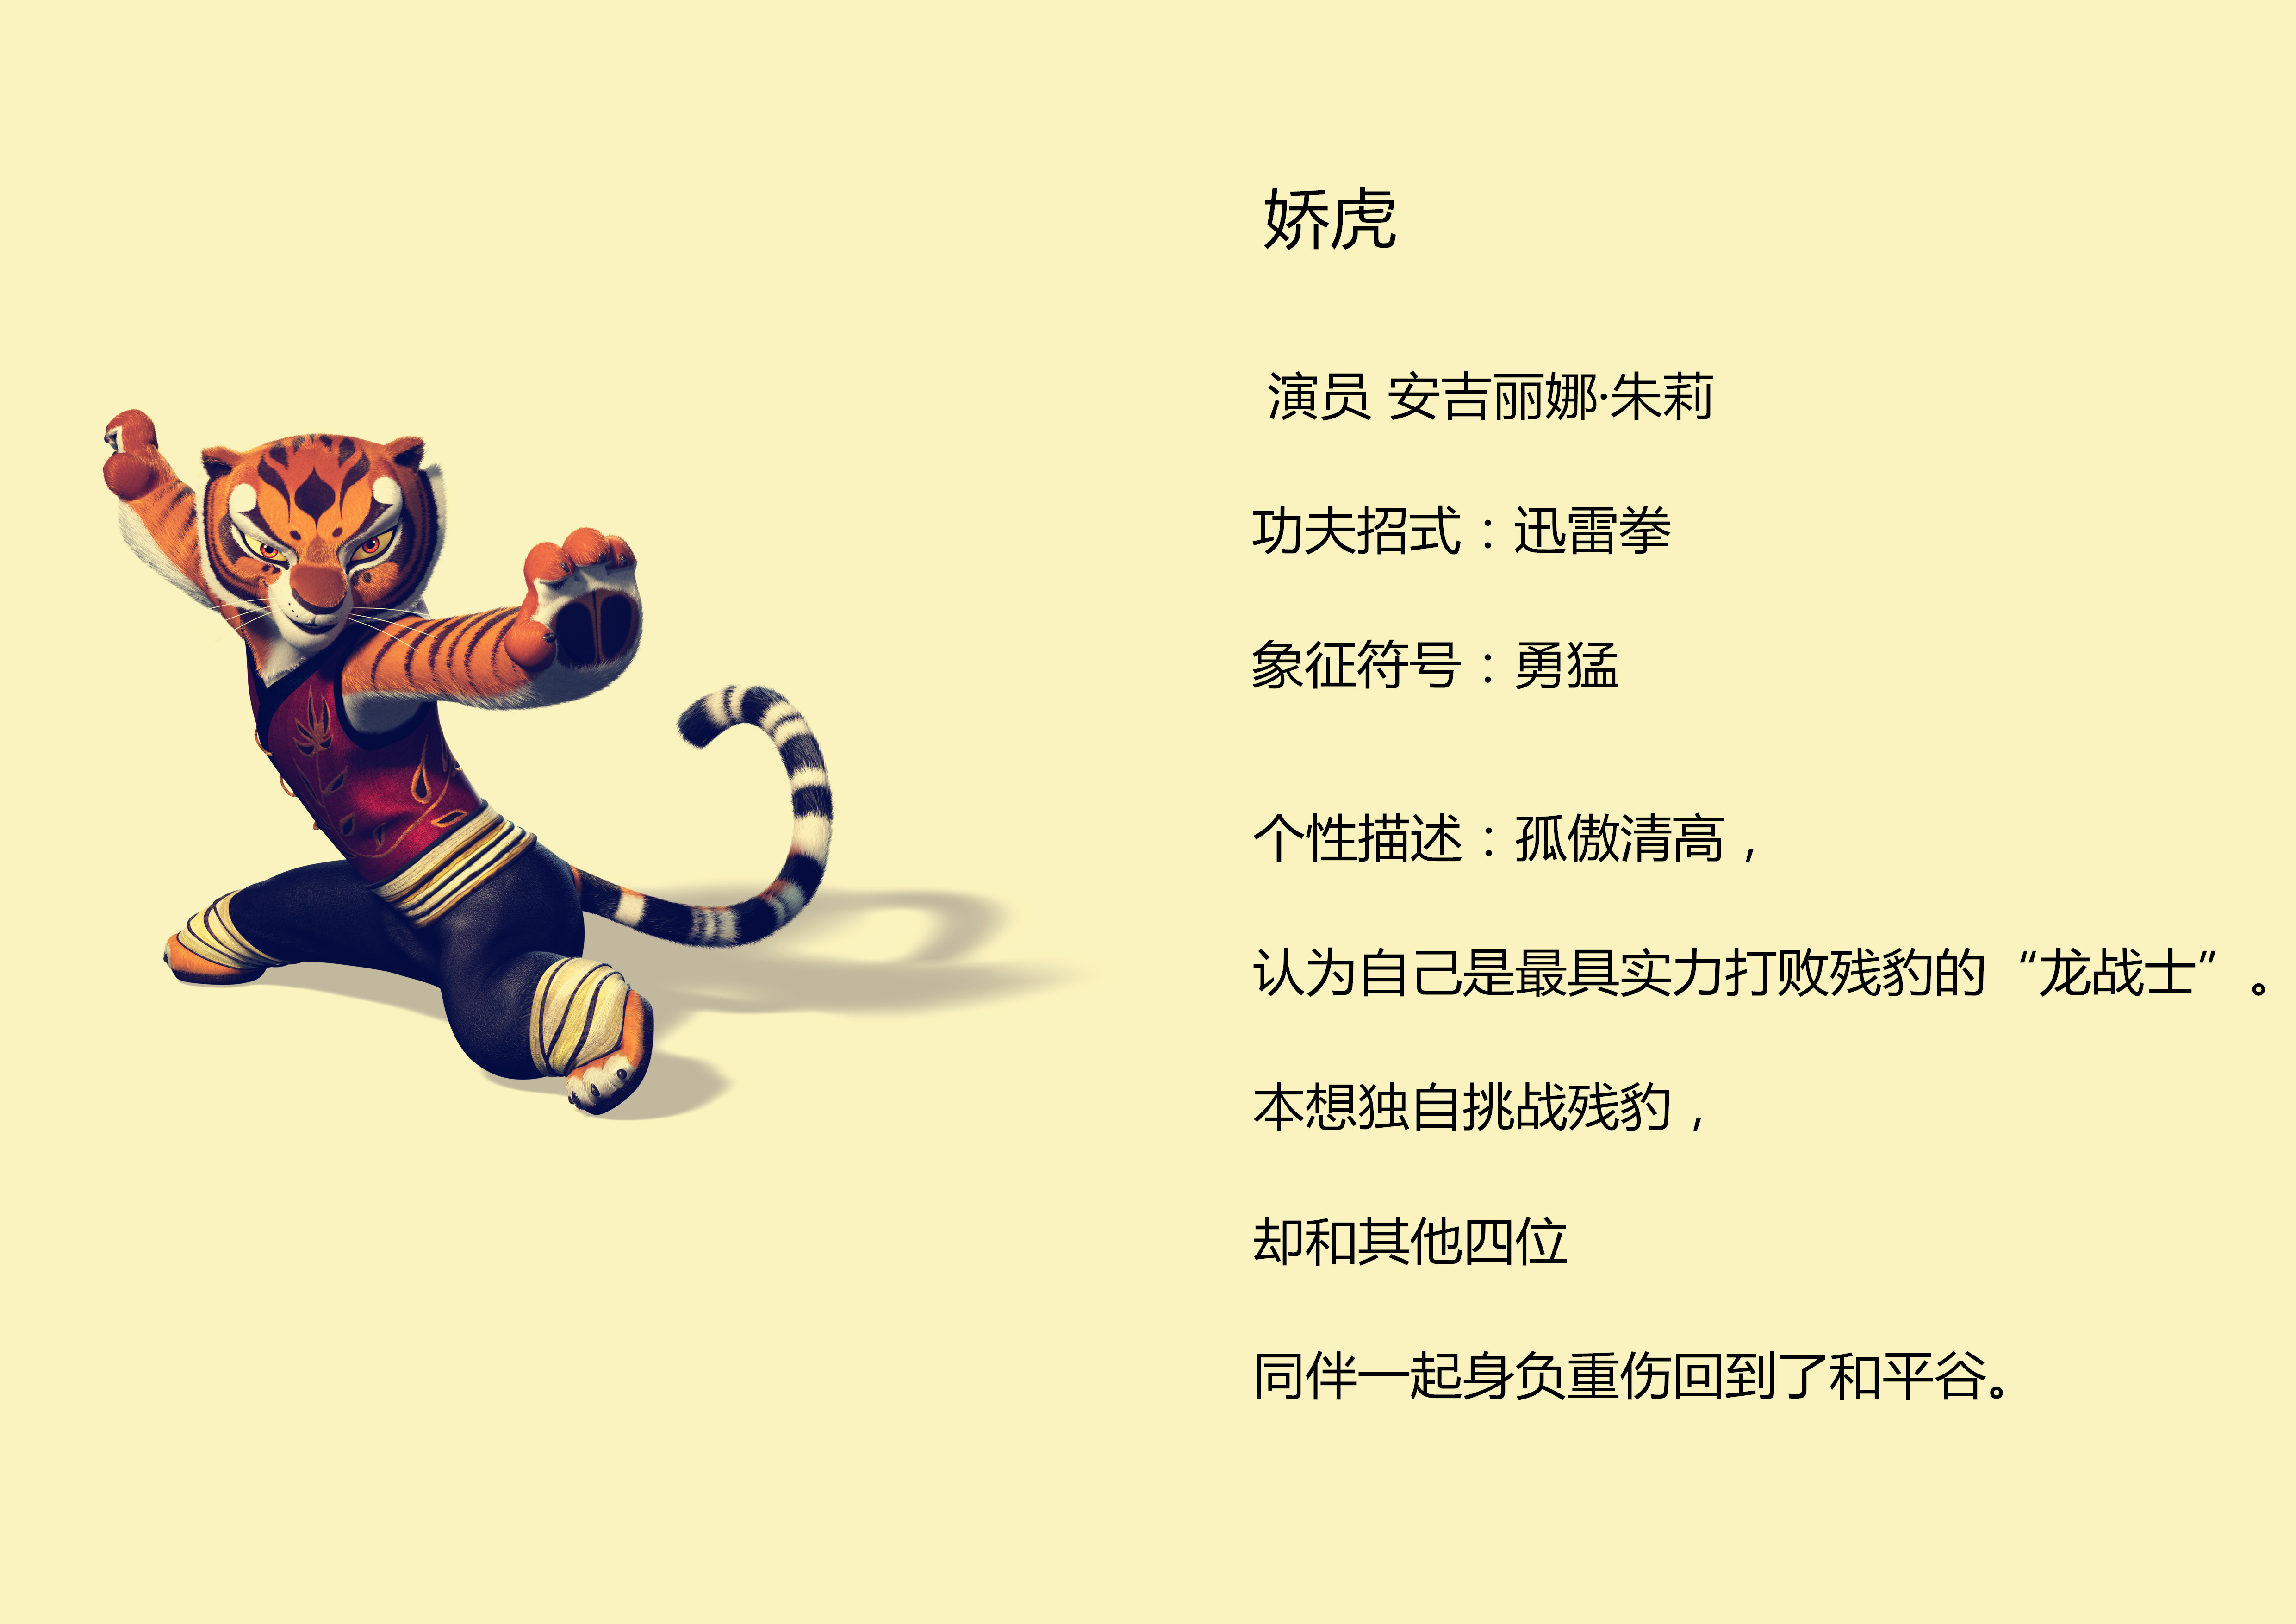 娇虎
演员 安吉丽娜·朱莉
功夫招式：迅雷拳
象征符号：勇猛
个性描述：孤傲清高，
认为自己是最具实力打败残豹的“龙战士”。
本想独自挑战残豹，
却和其他四位
同伴一起身负重伤回到了和平谷。